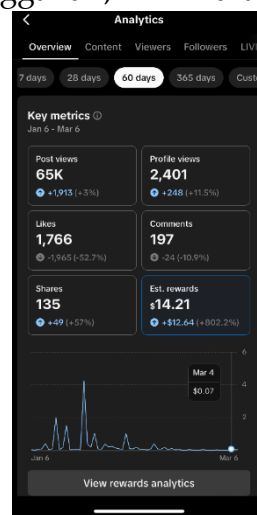 Analytics
Overview Content Viewers Followers LIV
7 days 28 days 60 days 365 days Cust
Key metrics
Jan 6 - Mar 6
Post views Profile views
65K 2,401
+1,913 (+3%) +248 (+11.5%)
Likes Comments
1,766 197
-1,965 (-52.7%) -24 (-10.9%)
Shares Est. rewards
135 $14.21
+49 (+57%) +$12.64 (+802.2%)
6
Mar 4
$0.07
4
2
Jan 6 Mar 6
View rewards analytics